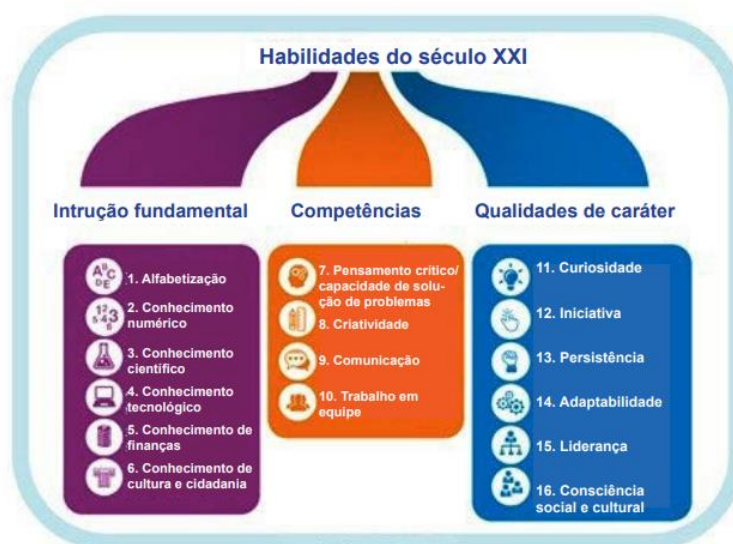 Habilidades do século XXI
Intrução fundamental
1. Alfabetização
2. Conhecimento
numérico
3. Conhecimento
científico
4. Conhecimento
tecnológico
5. Conhecimento de
finanças
6. Conhecimento de
cultura e cidadania
Competências
7. Pensamento crítico/
capacidade de solu-
ção de problemas
8. Criatividade
9. Comunicação
10. Trabalho em
equipe
Qualidades de caráter
11. Curiosidade
12. Iniciativa
13. Persistência
14. Adaptabilidade
15. Liderança
16. Consciência
social e cultural